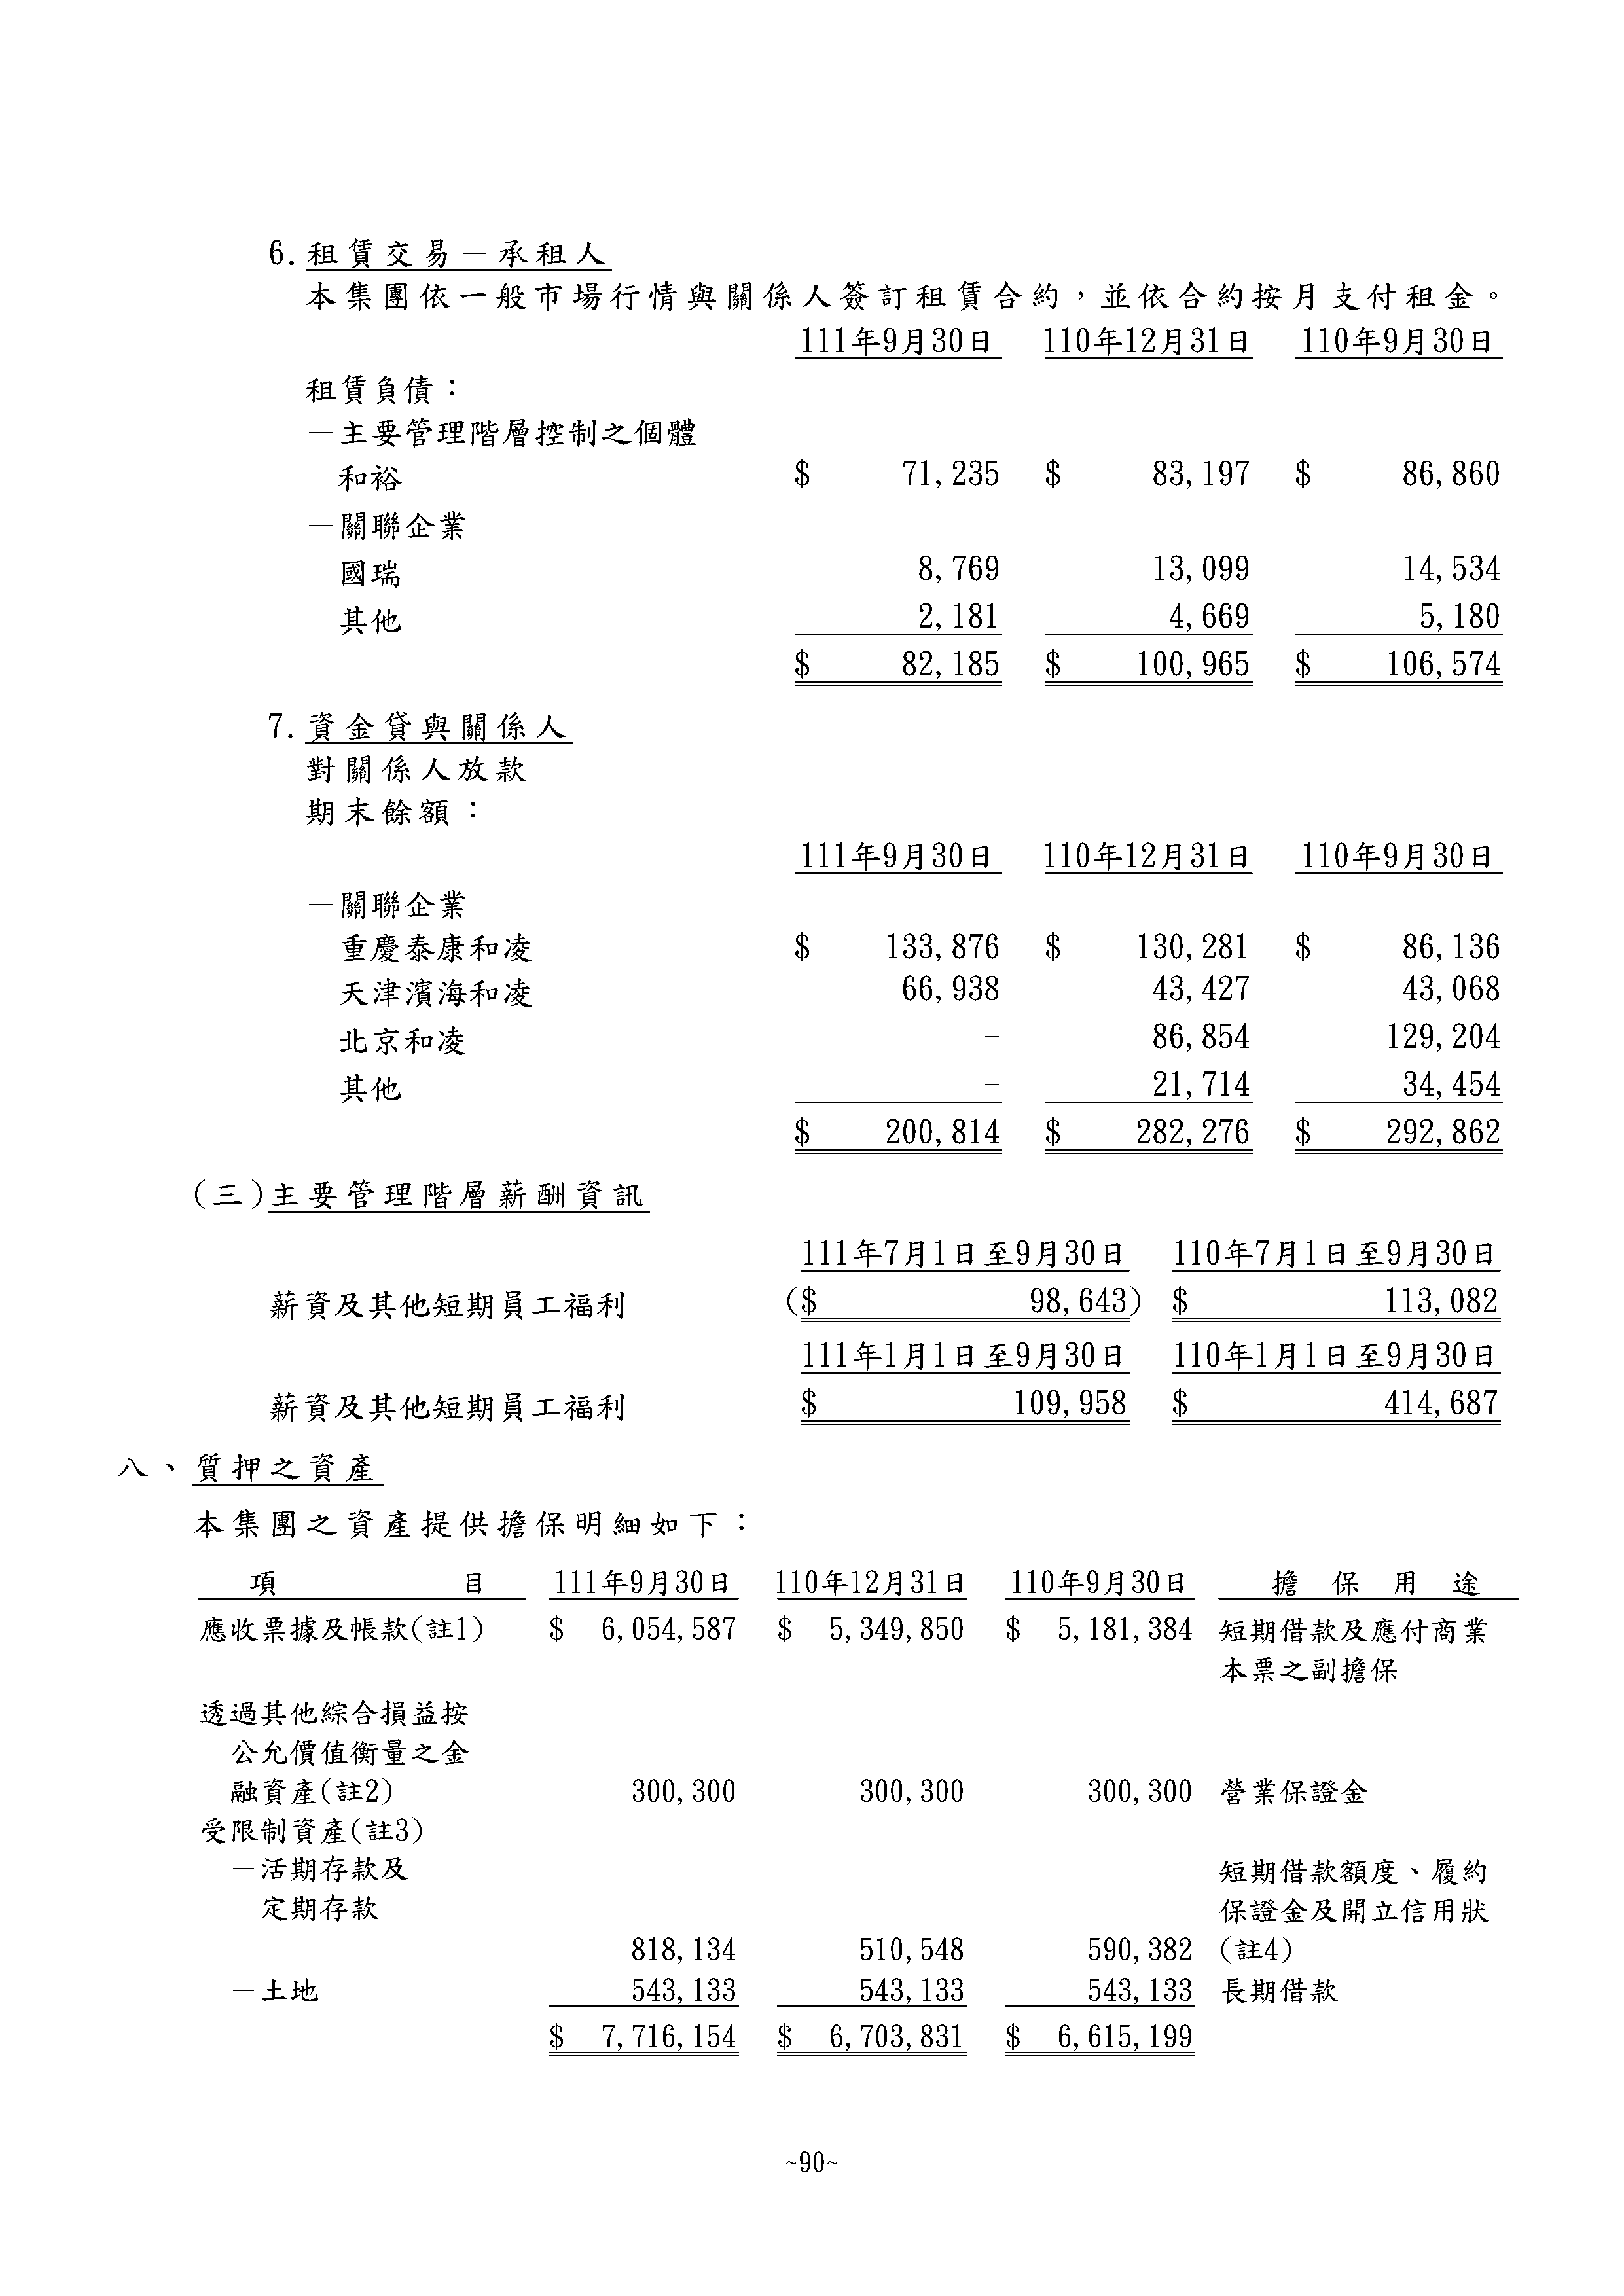 6. 租賃交易－承租人
本集團依一般市場行情與關係人簽訂租賃合約，並依合約按月支付租金。
111年9月30日 110年12月31日 110年9月30日
租賃負債：
－主要管理階層控制之個體
和裕 $ 71,235 $ 83,197 $ 86,860
－關聯企業
國瑞 8,769 13,099 14,534
其他 2,181 4,669 5,180
$ 82,185 $ 100,965 $ 106,574
7. 資金貸與關係人
對關係人放款
期末餘額：
111年9月30日 110年12月31日 110年9月30日
－關聯企業
重慶泰康和凌 $ 133,876 $ 130,281 $ 86,136
天津濱海和凌 66,938 43,427 43,068
北京和凌 - 86,854 129,204
其他 - 21,714 34,454
$ 200,814 $ 282,276 $ 292,862
(三)主要管理階層薪酬資訊
111年7月1日至9月30日 110年7月1日至9月30日
薪資及其他短期員工福利 ($ 98,643) $ 113,082
111年1月1日至9月30日 110年1月1日至9月30日
薪資及其他短期員工福利 $ 109,958 $ 414,687
八、質押之資產
本集團之資產提供擔保明細如下：
項目 111年9月30日 110年12月31日 110年9月30日 擔保用途
應收票據及帳款(註1) $ 6,054,587 $ 5,349,850 $ 5,181,384 短期借款及應付商業
本票之副擔保
透過其他綜合損益按
公允價值衡量之金
融資產(註2) 300,300 300,300 300,300 營業保證金
受限制資產(註3)
－活期存款及 短期借款額度、履約
定期存款 保證金及開立信用狀
818,134 510,548 590,382 (註4)
－土地 543,133 543,133 543,133 長期借款
$ 7,716,154 $ 6,703,831 $ 6,615,199
~90~